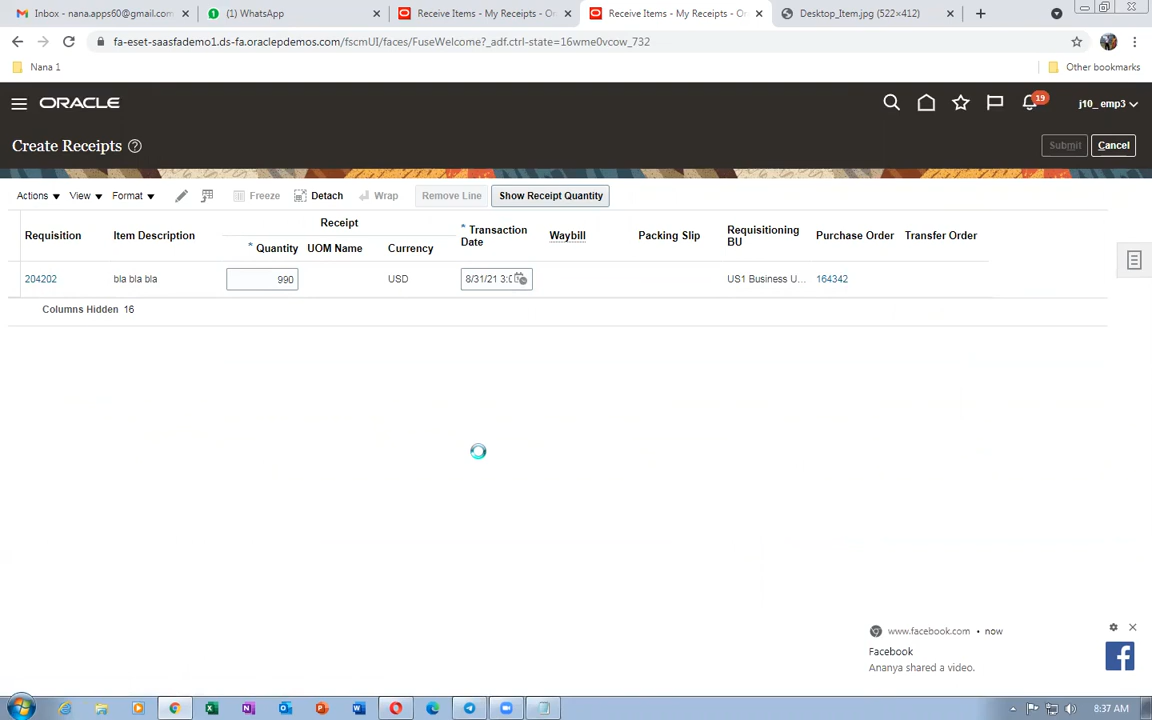 Inbox - nana.apps60@gmail.com
(1) WhatsApp
Receive Items - My Receipts - Or
Receive Items - My Receipts - Or
Desktop_Item.jpg (522×412)
fa-eset-saasfademo1.ds-fa.oraclepdemos.com/fscmUI/faces/FuseWelcome?_adf.ctrl-state=16wme0vcow_732
Nana 1
Other bookmarks
ORACLE
19
j10_ emp3
Create Receipts
Submit
Cancel
Actions
View
Format
Freeze
Detach
Wrap
Remove Line
Show Receipt Quantity
Requisition
Item Description
Receipt
* Quantity
UOM Name
Currency
* Transaction Date
Waybill
Packing Slip
Requisitioning BU
Purchase Order
Transfer Order
204202
bla bla bla
990
USD
8/31/21 3:0
US1 Business U...
164342
Columns Hidden 16
www.facebook.com • now
Facebook
Ananya shared a video.
8:37 AM